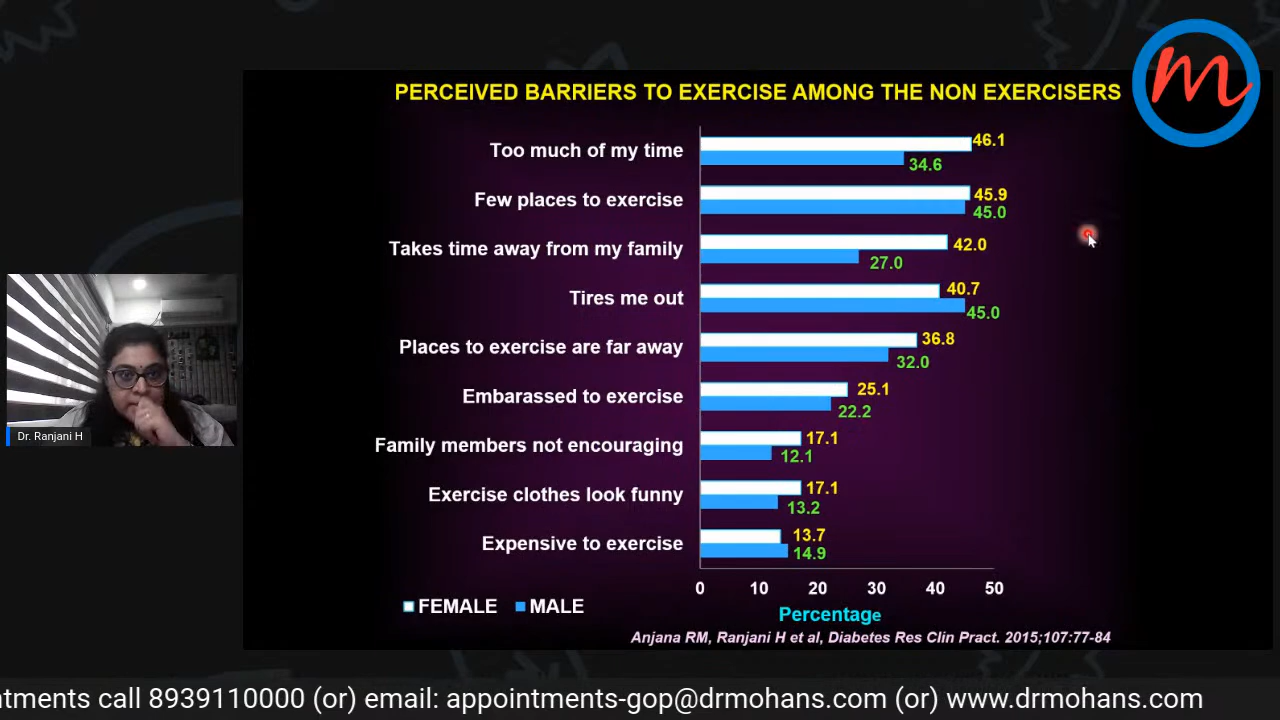 PERCEIVED BARRIERS TO EXERCISE AMONG THE NON EXERCISERS
m
Too much of my time
46.1
34.6
Few places to exercise
45.9
45.0
Takes time away from my family
42.0
27.0
Tires me out
40.7
45.0
Places to exercise are far away
36.8
32.0
Embarassed to exercise
25.1
22.2
Family members not encouraging
17.1
12.1
Exercise clothes look funny
17.1
13.2
Expensive to exercise
13.7
14.9
0 10 20 30 40 50
FEMALE MALE
Percentage
Anjana RM, Ranjani H et al, Diabetes Res Clin Pract. 2015;107:77-84
Dr. Ranjani H
ntments call 8939110000 (or) email: appointments-gop@drmohans.com (or) www.drmohans.com